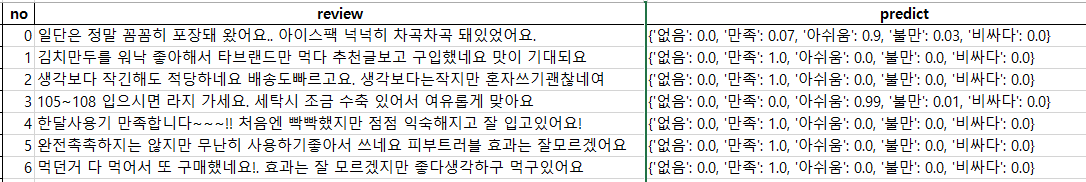 no review predict
0 일단은 정말 꼼꼼히 포장돼 왔어요.. 아이스팩 넉넉히 차곡차곡 돼있었어요. {'없음': 0.0, '만족': 0.07, '아쉬움': 0.9, '불만': 0.03, '비싸다': 0.0}
1 김치만두를 워낙 좋아해서 타브랜드만 먹다 추천글보고 구입했네요 맛이 기대되요 {'없음': 0.0, '만족': 1.0, '아쉬움': 0.0, '불만': 0.0, '비싸다': 0.0}
2 생각보다 작긴해도 적당하네요 배송도빠르고요. 생각보다는작지만 혼자쓰기괜찮네여 {'없음': 0.0, '만족': 1.0, '아쉬움': 0.0, '불만': 0.0, '비싸다': 0.0}
3 105~108 입으시면 라지 가세요. 세탁시 조금 수축 있어서 여유롭게 맞아요 {'없음': 0.0, '만족': 0.0, '아쉬움': 0.99, '불만': 0.01, '비싸다': 0.0}
4 한달사용기 만족합니다~~~!! 처음엔 빡빡했지만 점점 익숙해지고 잘 입고있어요! {'없음': 0.0, '만족': 1.0, '아쉬움': 0.0, '불만': 0.0, '비싸다': 0.0}
5 완전촉촉하지는 않지만 무난히 사용하기좋아서 쓰네요 피부트러블 효과는 잘모르겠어요 {'없음': 0.0, '만족': 1.0, '아쉬움': 0.0, '불만': 0.0, '비싸다': 0.0}
6 먹던거 다 먹어서 또 구매했네요!. 효과는 잘 모르겠지만 좋다생각하구 먹구있어요 {'없음': 0.0, '만족': 1.0, '아쉬움': 0.0, '불만': 0.0, '비싸다': 0.0}